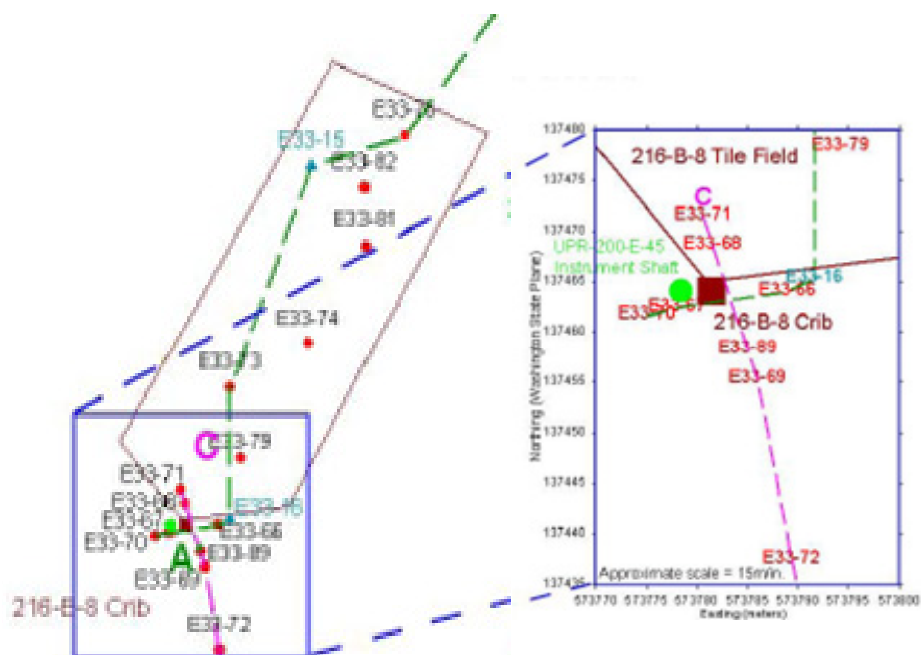 E33-15
E33-82
E33-81
E33-74
E33-73
C
E33-79
E33-71
E33-68
E33-67
E33-16
E33-70
E33-66
A
E33-89
E33-69
216-B-8 Crib
E33-72
137480
137475
137470
137465
137460
137455
137450
137445
137440
137435
Northing (Washington State Plane)
E33-79
216-B-8 Tile Field
C
E33-71
E33-68
UPR-200-E-45
Instrument Shaft
E33-16
E33-66
E33-67
E33-70
216-B-8 Crib
E33-89
E33-69
E33-72
Approximate scale = 15m/in.
573770 573775 573780 573785 573790 573795 573800
Easting (meters)